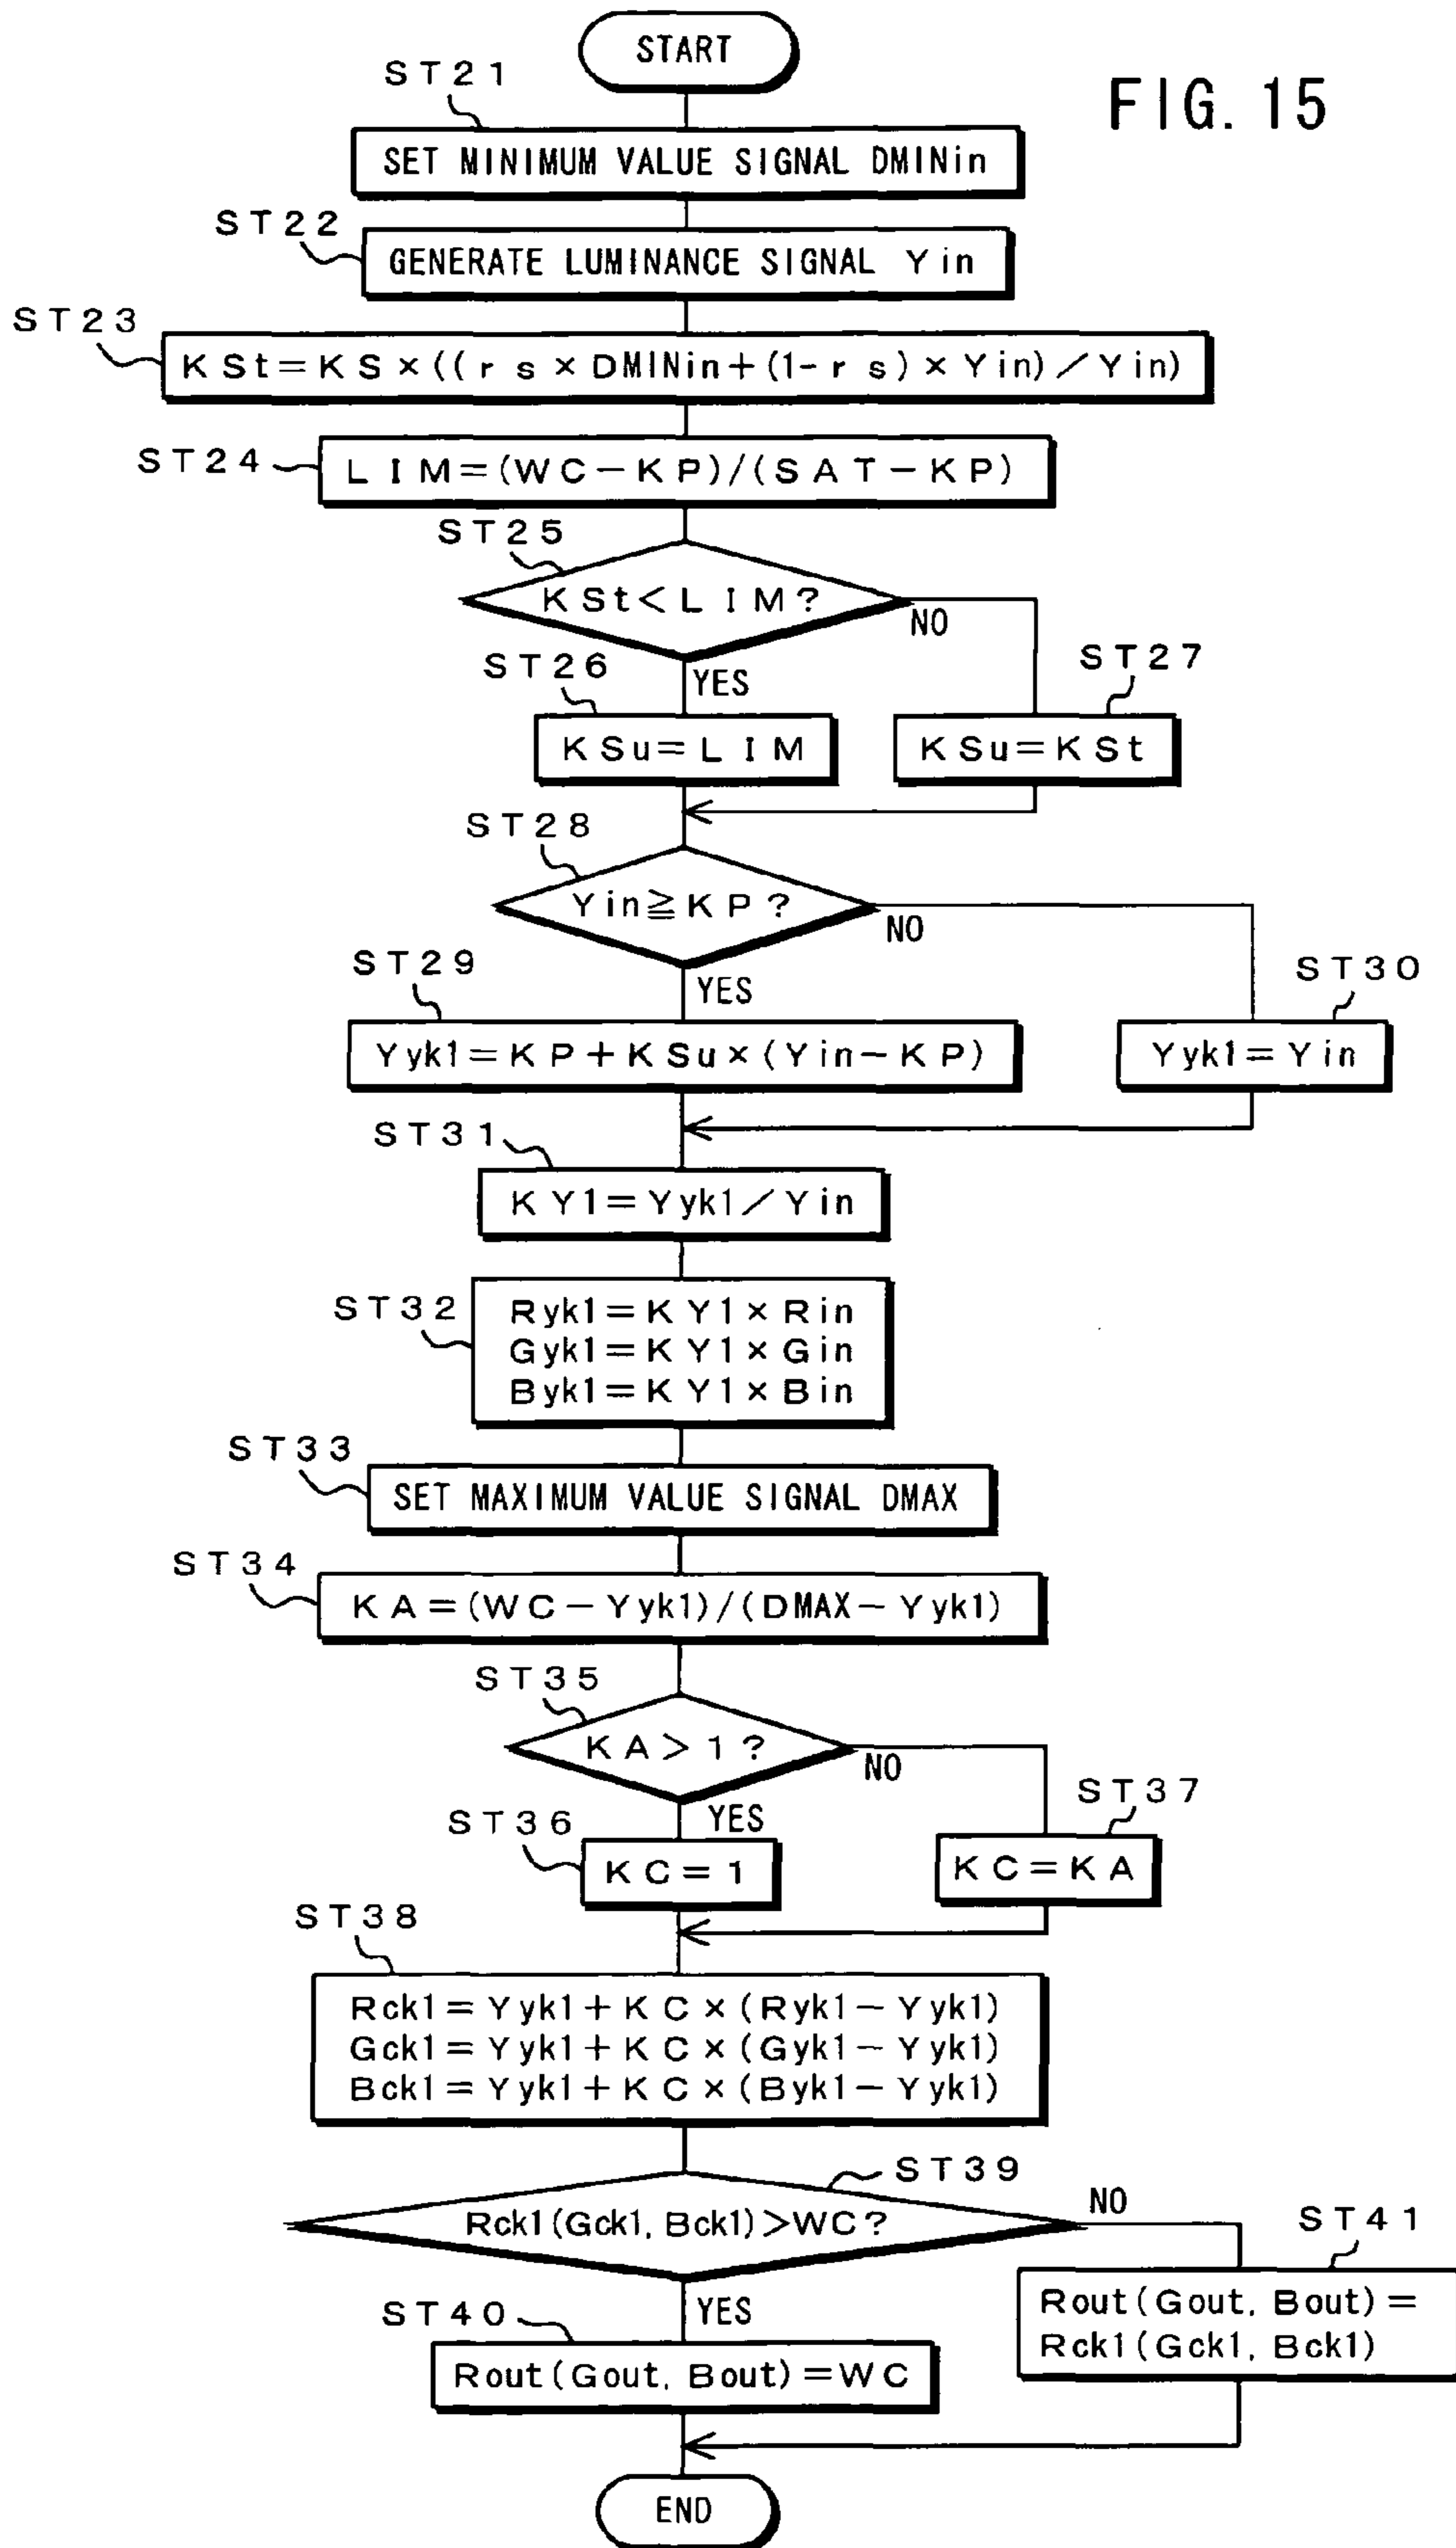 START
FIG. 15
ST21
SET MINIMUM VALUE SIGNAL DMINin
ST22
GENERATE LUMINANCE SIGNAL Yin
ST23
KSt=KS×((rs×DMINin+(1-rs)×Yin)/Yin)
ST24
LIM=(WC-KP)/(SAT-KP)
ST25
KSt<LIM?
NO
YES
ST26
KSu=LIM
ST27
KSu=KSt
ST28
Yin≧KP?
NO
YES
ST29
Yyk1=KP+KSu×(Yin-KP)
ST30
Yyk1=Yin
ST31
KY1=Yyk1/Yin
ST32
Ryk1=KY1×Rin
Gyk1=KY1×Gin
Byk1=KY1×Bin
ST33
SET MAXIMUM VALUE SIGNAL DMAX
ST34
KA=(WC-Yyk1)/(DMAX-Yyk1)
ST35
KA>1?
NO
YES
ST36
KC=1
ST37
KC=KA
ST38
Rck1=Yyk1+KC×(Ryk1-Yyk1)
Gck1=Yyk1+KC×(Gyk1-Yyk1)
Bck1=Yyk1+KC×(Byk1-Yyk1)
ST39
Rck1(Gck1, Bck1)>WC?
NO
YES
ST40
Rout(Gout, Bout)=WC
ST41
Rout(Gout, Bout)=
Rck1(Gck1, Bck1)
END